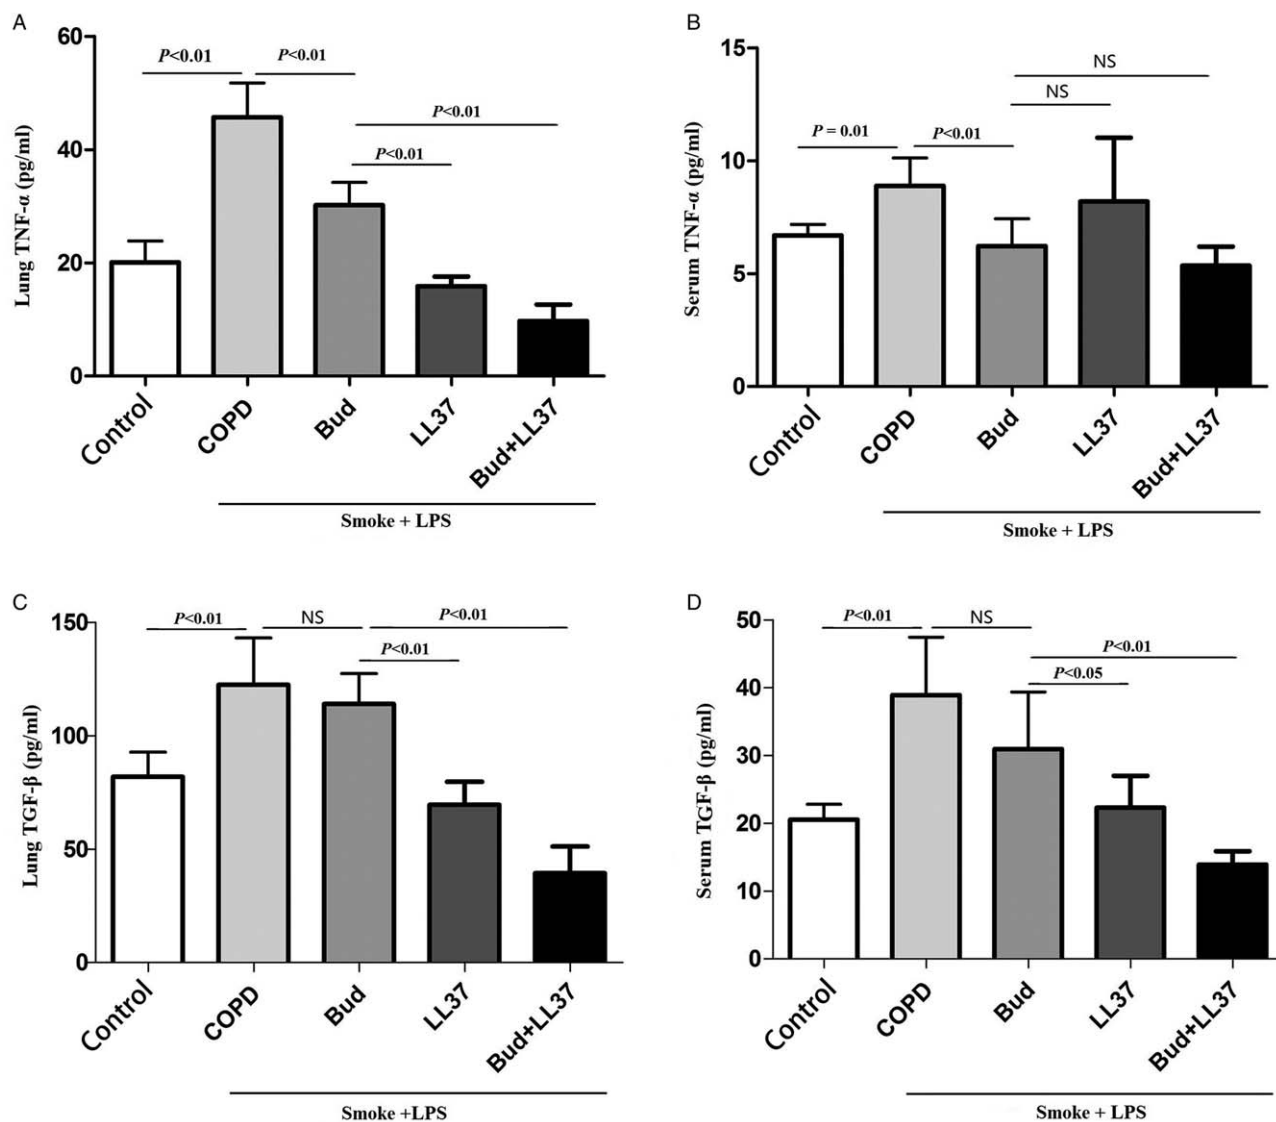 A
Lung TNF-α (pg/ml)
60
40
20
0
P<0.01
P<0.01
P<0.01
P<0.01
Control
COPD
Bud
LL37
Bud+LL37
Smoke + LPS
B
Serum TNF-α (pg/ml)
15
10
5
0
NS
NS
P = 0.01
P<0.01
Control
COPD
Bud
LL37
Bud+LL37
Smoke + LPS
C
Lung TGF-β (pg/ml)
150
100
50
0
P<0.01
NS
P<0.01
P<0.01
Control
COPD
Bud
LL37
Bud+LL37
Smoke +LPS
D
Serum TGF-β (pg/ml)
50
40
30
20
10
0
P<0.01
NS
P<0.01
P<0.05
Control
COPD
Bud
LL37
Bud+LL37
Smoke + LPS